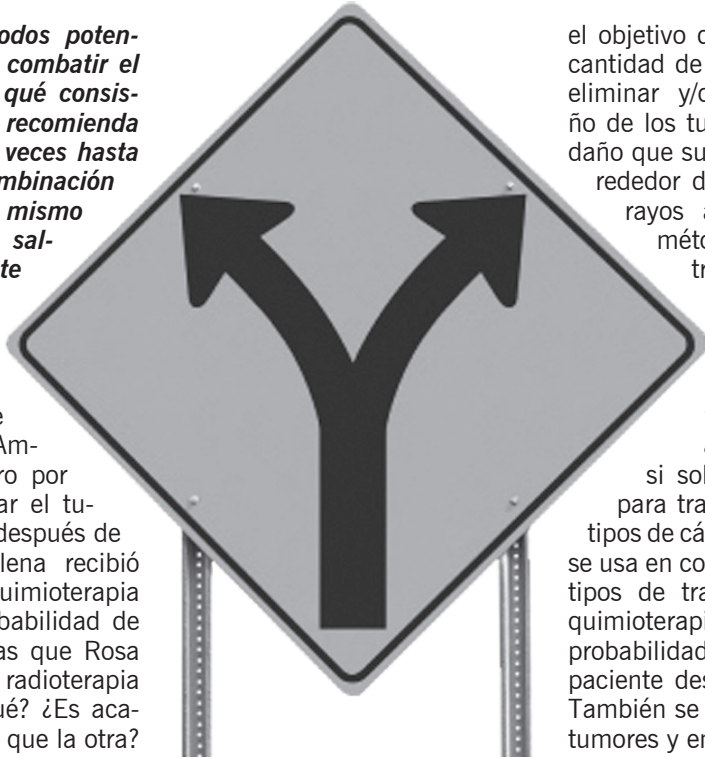 odos poten-
combatir el
qué consis-
recomienda
veces hasta
mbinación
mismo
sal-
te
e
Am-
ro por
ar el tu-
después de
lena recibió
uimioterapia
babilidad de
as que Rosa
radioterapia
ué? ¿Es aca-
que la otra?
el objetivo d
cantidad de
eliminar y/o
ño de los tu
daño que su
rededor d
rayos a
méto
tr
si sol
para tra
tipos de cá
se usa en co
tipos de tra
quimioterapi
probabilidad
paciente des
También se
tumores y en